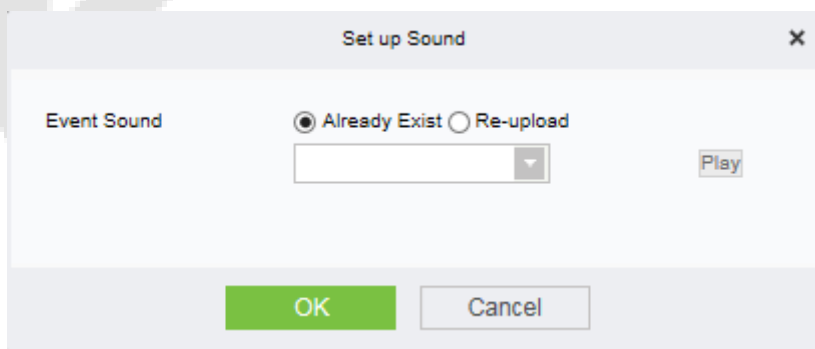 Set up Sound
Event Sound
Already Exist Re-upload
Play
OK
Cancel